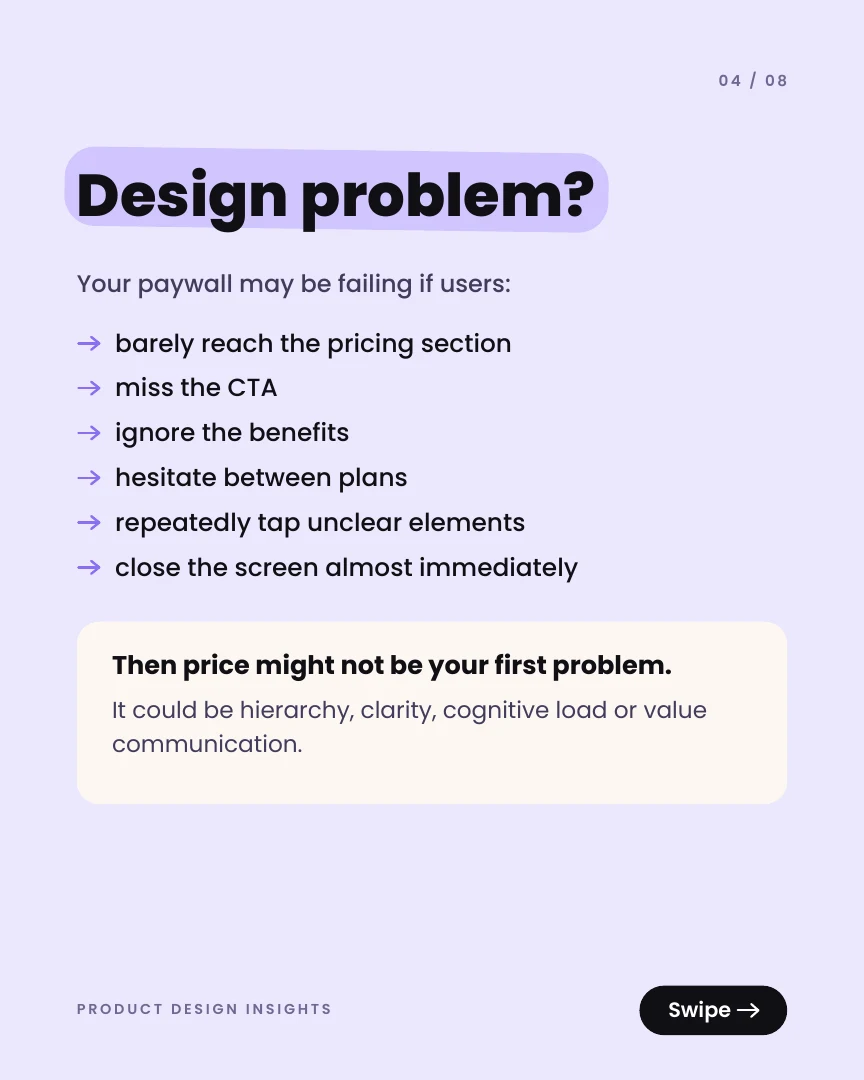 04 / 08
Design problem?
Your paywall may be failing if users:
→ barely reach the pricing section
→ miss the CTA
→ ignore the benefits
→ hesitate between plans
→ repeatedly tap unclear elements
→ close the screen almost immediately
Then price might not be your first problem.
It could be hierarchy, clarity, cognitive load or value
communication.
PRODUCT DESIGN INSIGHTS
Swipe →